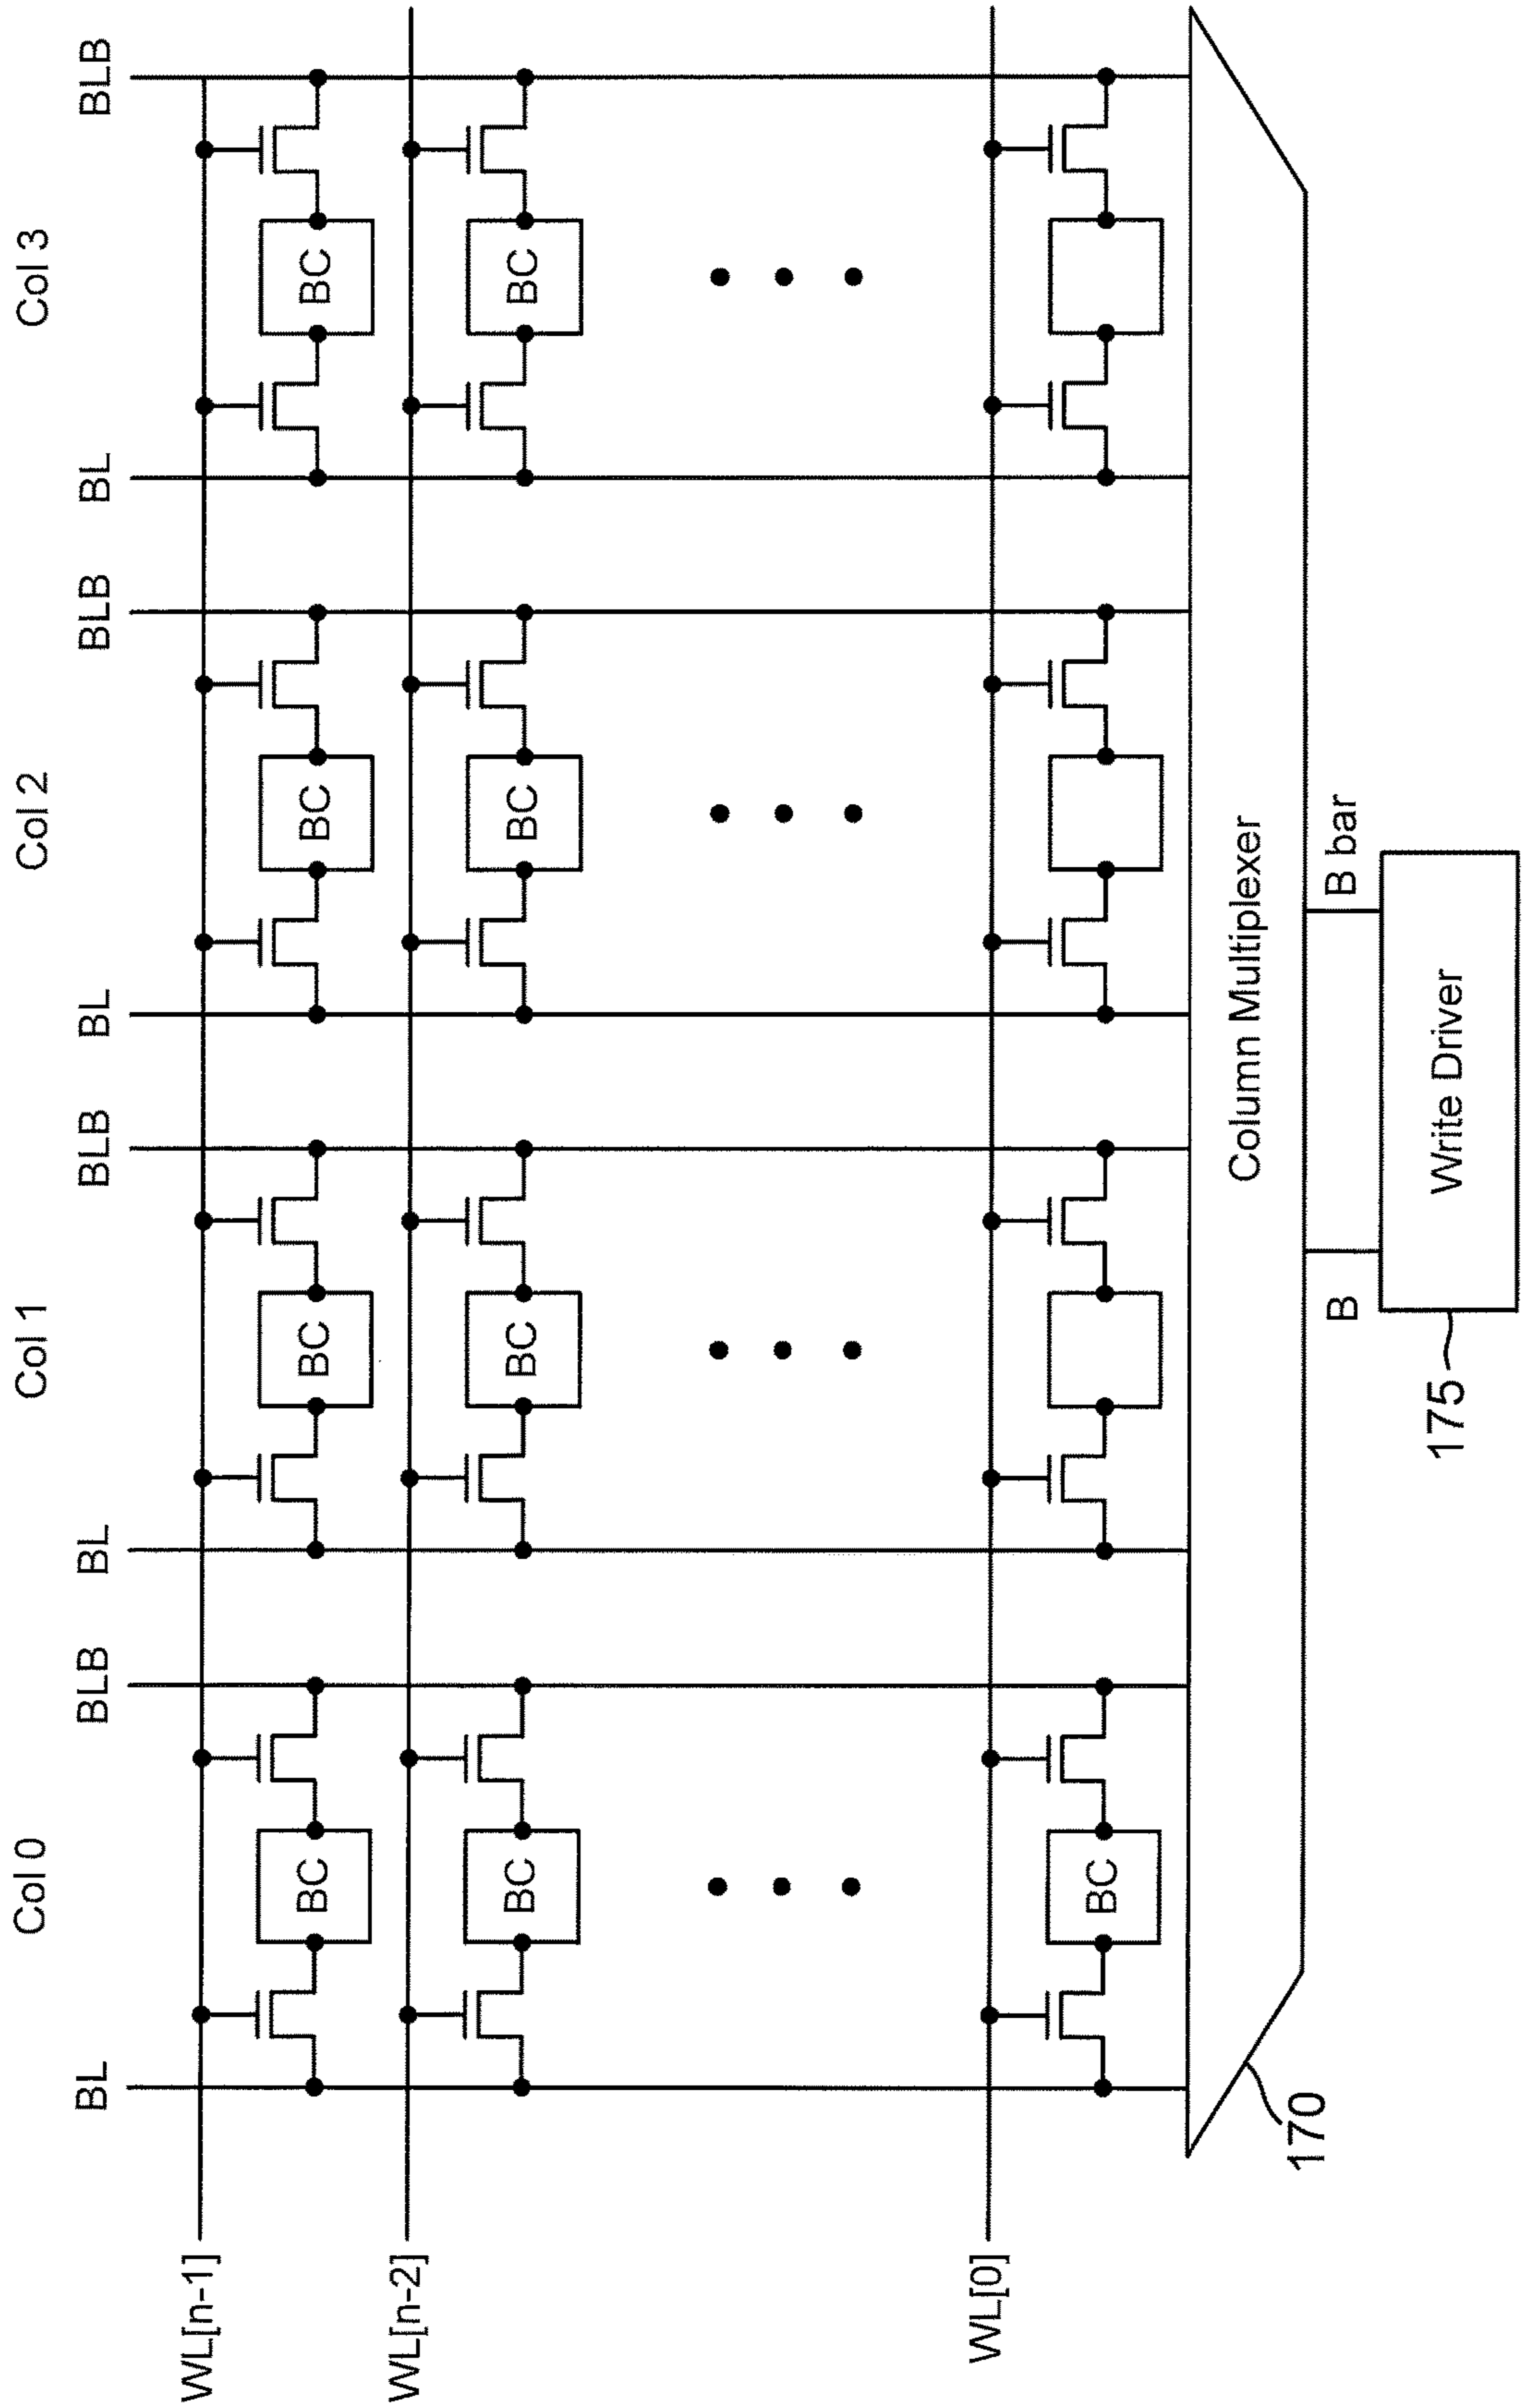 Col 0
Col 1
Col 2
Col 3
BL
BLB
BL
BLB
BL
BLB
BL
BLB
WL[n-1]
BC
BC
BC
BC
WL[n-2]
BC
BC
BC
BC
WL[0]
BC
Column Multiplexer
170
B
B bar
Write Driver
175